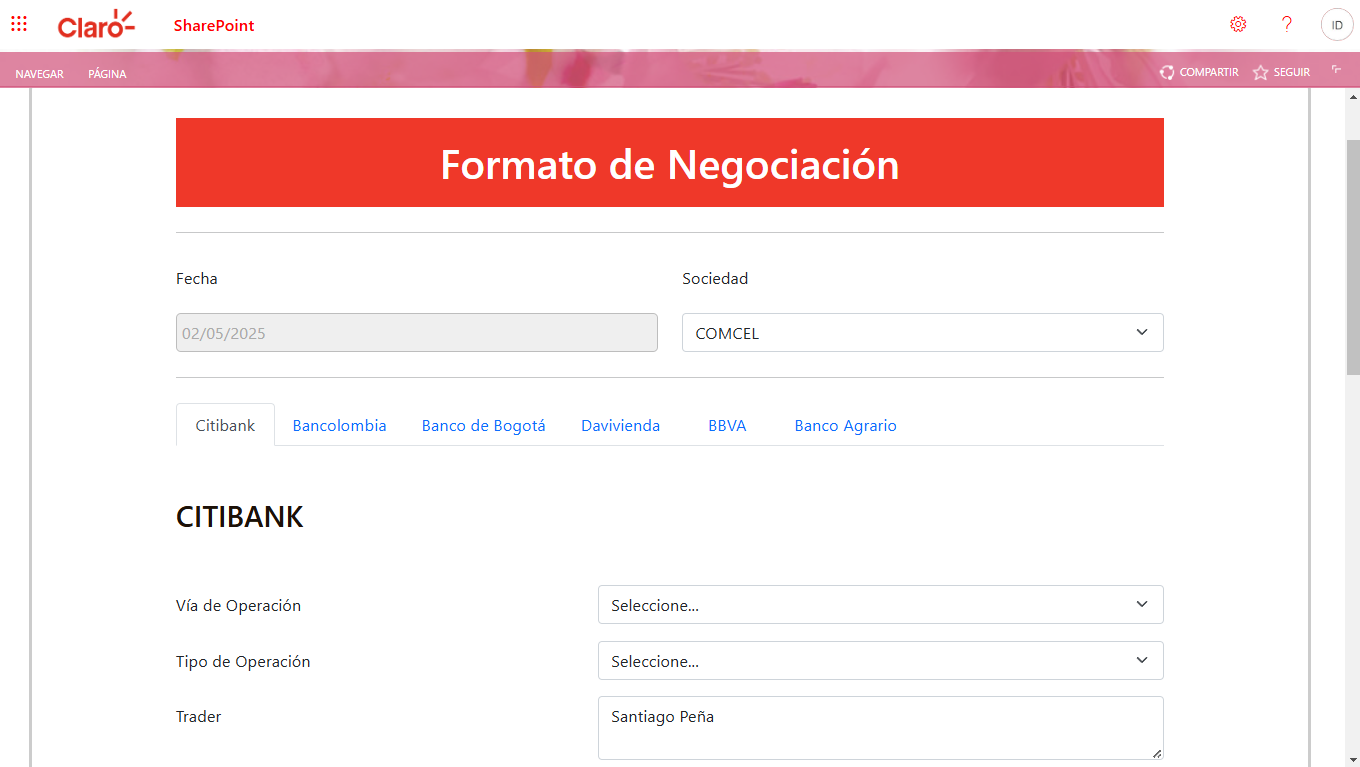 Claro
SharePoint
ID
NAVEGAR PÁGINA
COMPARTIR SEGUIR
Formato de Negociación
Fecha Sociedad
02/05/2025 COMCEL
Citibank Bancolombia Banco de Bogotá Davivienda BBVA Banco Agrario
CITIBANK
Vía de Operación Seleccione...
Tipo de Operación Seleccione...
Trader Santiago Peña